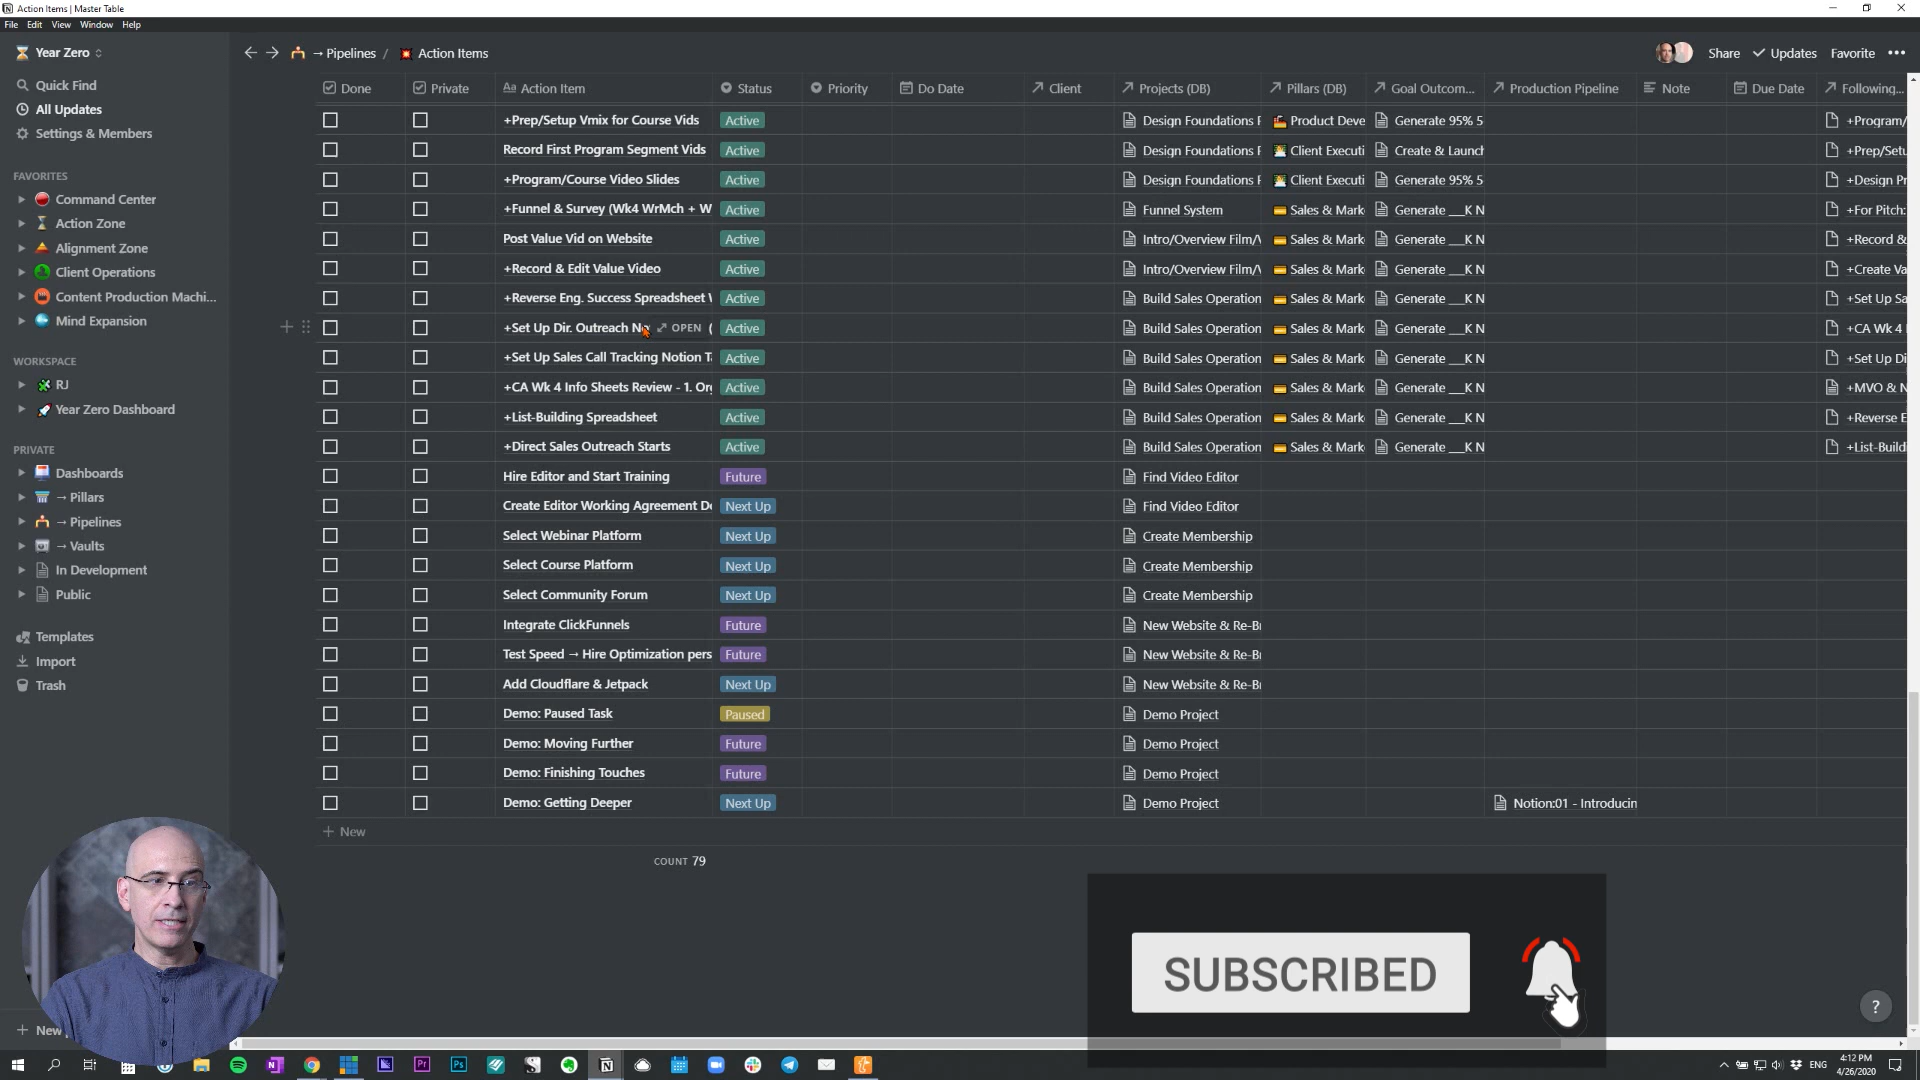 Action Items | Master Table
File Edit View Window Help
Year Zero
→ Pipelines / Action Items
Share Updates Favorite •••
Quick Find
All Updates
Settings & Members
FAVORITES
Command Center
Action Zone
Alignment Zone
Client Operations
Content Production Machi...
Mind Expansion
WORKSPACE
RJ
Year Zero Dashboard
PRIVATE
Dashboards
→ Pillars
→ Pipelines
→ Vaults
In Development
Public
Templates
Import
Trash
+ New
Done Private Aa Action Item Status Priority Do Date Client Projects (DB) Pillars (DB) Goal Outcom... Production Pipeline Note Due Date Following...
+Prep/Setup Vmix for Course Vids Active Design Foundations F Product Deve Generate 95% 5 +Program/
Record First Program Segment Vids Active Design Foundations F Client Executi Create & Launch +Prep/Setu
+Program/Course Video Slides Active Design Foundations F Client Executi Generate 95% 5 +Design Pr
+Funnel & Survey (Wk4 WrMch + W Active Funnel System Sales & Mark Generate __K N +For Pitch:
Post Value Vid on Website Active Intro/Overview Film/V Sales & Mark Generate __K N +Record &
+Record & Edit Value Video Active Intro/Overview Film/V Sales & Mark Generate __K N +Create Va
+Reverse Eng. Success Spreadsheet Active Build Sales Operation Sales & Mark Generate __K N +Set Up Sa
+Set Up Dir. Outreach OPEN ( Active Build Sales Operation Sales & Mark Generate __K N +CA Wk 4
+Set Up Sales Call Tracking Notion T Active Build Sales Operation Sales & Mark Generate __K N +Set Up Di
+CA Wk 4 Info Sheets Review - 1. Or Active Build Sales Operation Sales & Mark Generate __K N +MVO & N
+List-Building Spreadsheet Active Build Sales Operation Sales & Mark Generate __K N +Reverse E
+Direct Sales Outreach Starts Active Build Sales Operation Sales & Mark Generate __K N +List-Build
Hire Editor and Start Training Future Find Video Editor
Create Editor Working Agreement Do Next Up Find Video Editor
Select Webinar Platform Next Up Create Membership
Select Course Platform Next Up Create Membership
Select Community Forum Next Up Create Membership
Integrate ClickFunnels Future New Website & Re-Br
Test Speed → Hire Optimization pers Future New Website & Re-Br
Add Cloudflare & Jetpack Next Up New Website & Re-Br
Demo: Paused Task Paused Demo Project
Demo: Moving Further Future Demo Project
Demo: Finishing Touches Future Demo Project
Demo: Getting Deeper Next Up Demo Project Notion:01 - Introducin
+ New
COUNT 79
SUBSCRIBED
?
ENG
4:12 PM
4/26/2020